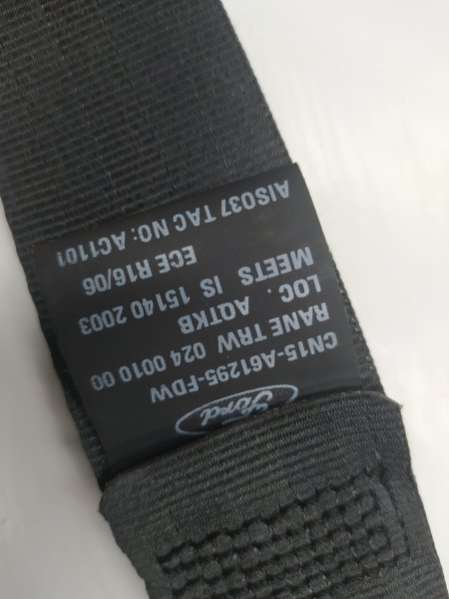 Ford
CN15-A61295-FDW
RANE TRW 024 0010 00
LOC . AQTKB
MEETS IS 15140 2003
ECE R16/06
AIS037 TAC NO: AC1101